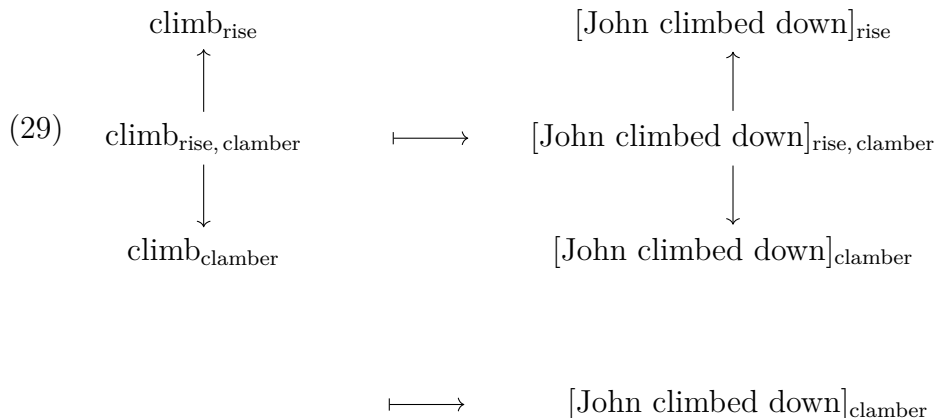 climb_rise [John climbed down]_rise
(29) climb_rise, clamber ⟼ [John climbed down]_rise, clamber
climb_clamber [John climbed down]_clamber
⟼ [John climbed down]_clamber